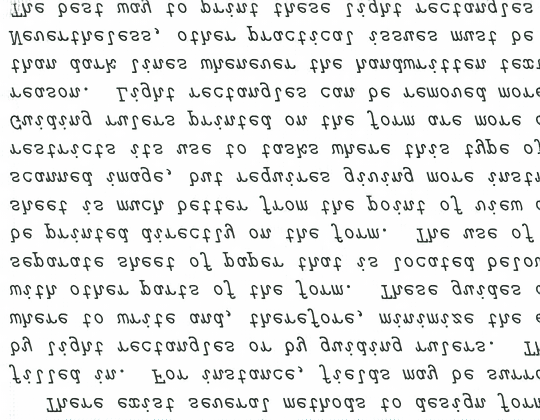 There exist several methods to design form
filled in. For instance, fields may be surro
by light rectangles or by guiding rulers. Th
where to write and, therefore, minimize the
with other parts of the form. These guides
separate sheet of paper that is located belo
be printed directly on the form. The use of
sheet is much better from the point of view
scanned image, but requires giving more instr
restricts its use to tasks where this type of
Guiding rulers printed on the form are more
reason. Light rectangles can be removed more
than dark lines whenever the handwritten text
Nevertheless, other practical issues must be
The best way to print these light rectangles